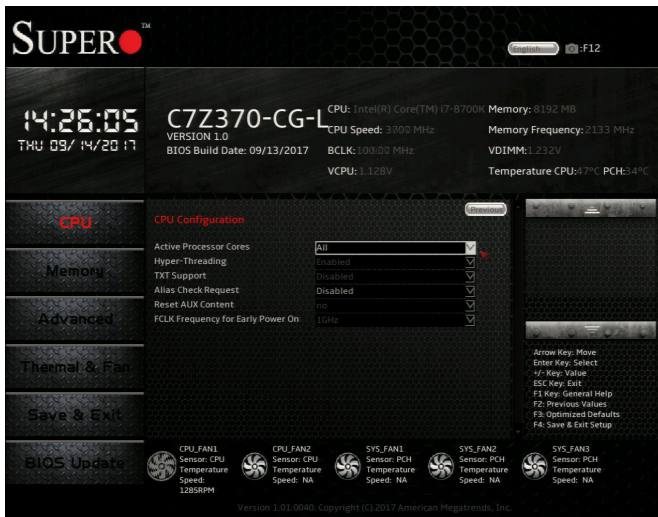 SUPER
TM
English
:F12
14:26:05
THU 09/14/2017
C7Z370-CG-L
VERSION 1.0
BIOS Build Date: 09/13/2017
CPU: Intel(R) Core(TM) i7-8700K
CPU Speed: 3700 MHz
BCLK:100.00 MHz
VCPU:1.128V
Memory: 8192 MB
Memory Frequency:2133 MHz
VDIMM:1.232V
Temperature CPU:47°C PCH:34°C
CPU
Memory
Advanced
Thermal & Fan
Save & Exit
BIOS Update
CPU Configuration
Previous
Active Processor Cores All
Hyper-Threading Enabled
TXT Support Disabled
Alias Check Request Disabled
Reset AUX Content no
FCLK Frequency for Early Power On 1GHz
Arrow Key: Move
Enter Key: Select
+/- Key: Value
ESC Key: Exit
F1 Key: General Help
F2: Previous Values
F3: Optimized Defaults
F4: Save & Exit Setup
CPU_FAN1
Sensor: CPU
Temperature
Speed:
1285RPM
CPU_FAN2
Sensor: CPU
Temperature
Speed: NA
SYS_FAN1
Sensor: PCH
Temperature
Speed: NA
SYS_FAN2
Sensor: PCH
Temperature
Speed: NA
SYS_FAN3
Sensor: PCH
Temperature
Speed: NA
Version 1.01.0040. Copyright (C) 2017 American Megatrends, Inc.